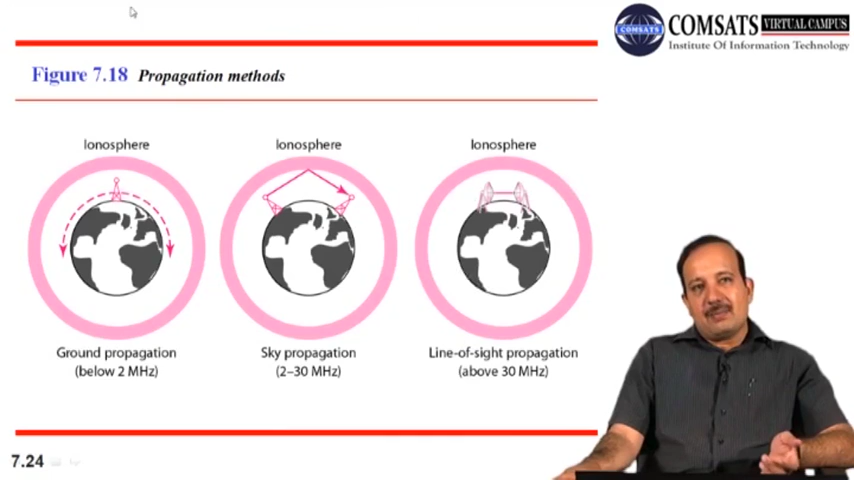 COMSATS
COMSATS VIRTUAL CAMPUS
Institute Of Information Technology
Figure 7.18 Propagation methods
Ionosphere
Ionosphere
Ionosphere
Ground propagation
(below 2 MHz)
Sky propagation
(2–30 MHz)
Line-of-sight propagation
(above 30 MHz)
7.24